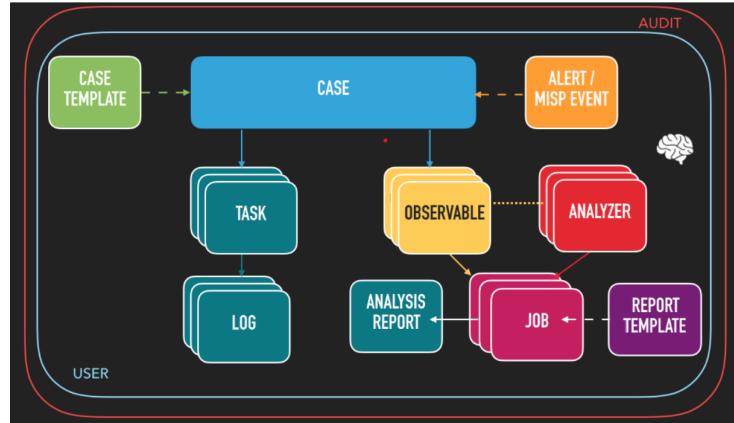 AUDIT
CASE
TEMPLATE
CASE
ALERT /
MISP EVENT
TASK
OBSERVABLE
ANALYZER
LOG
ANALYSIS
REPORT
JOB
REPORT
TEMPLATE
USER